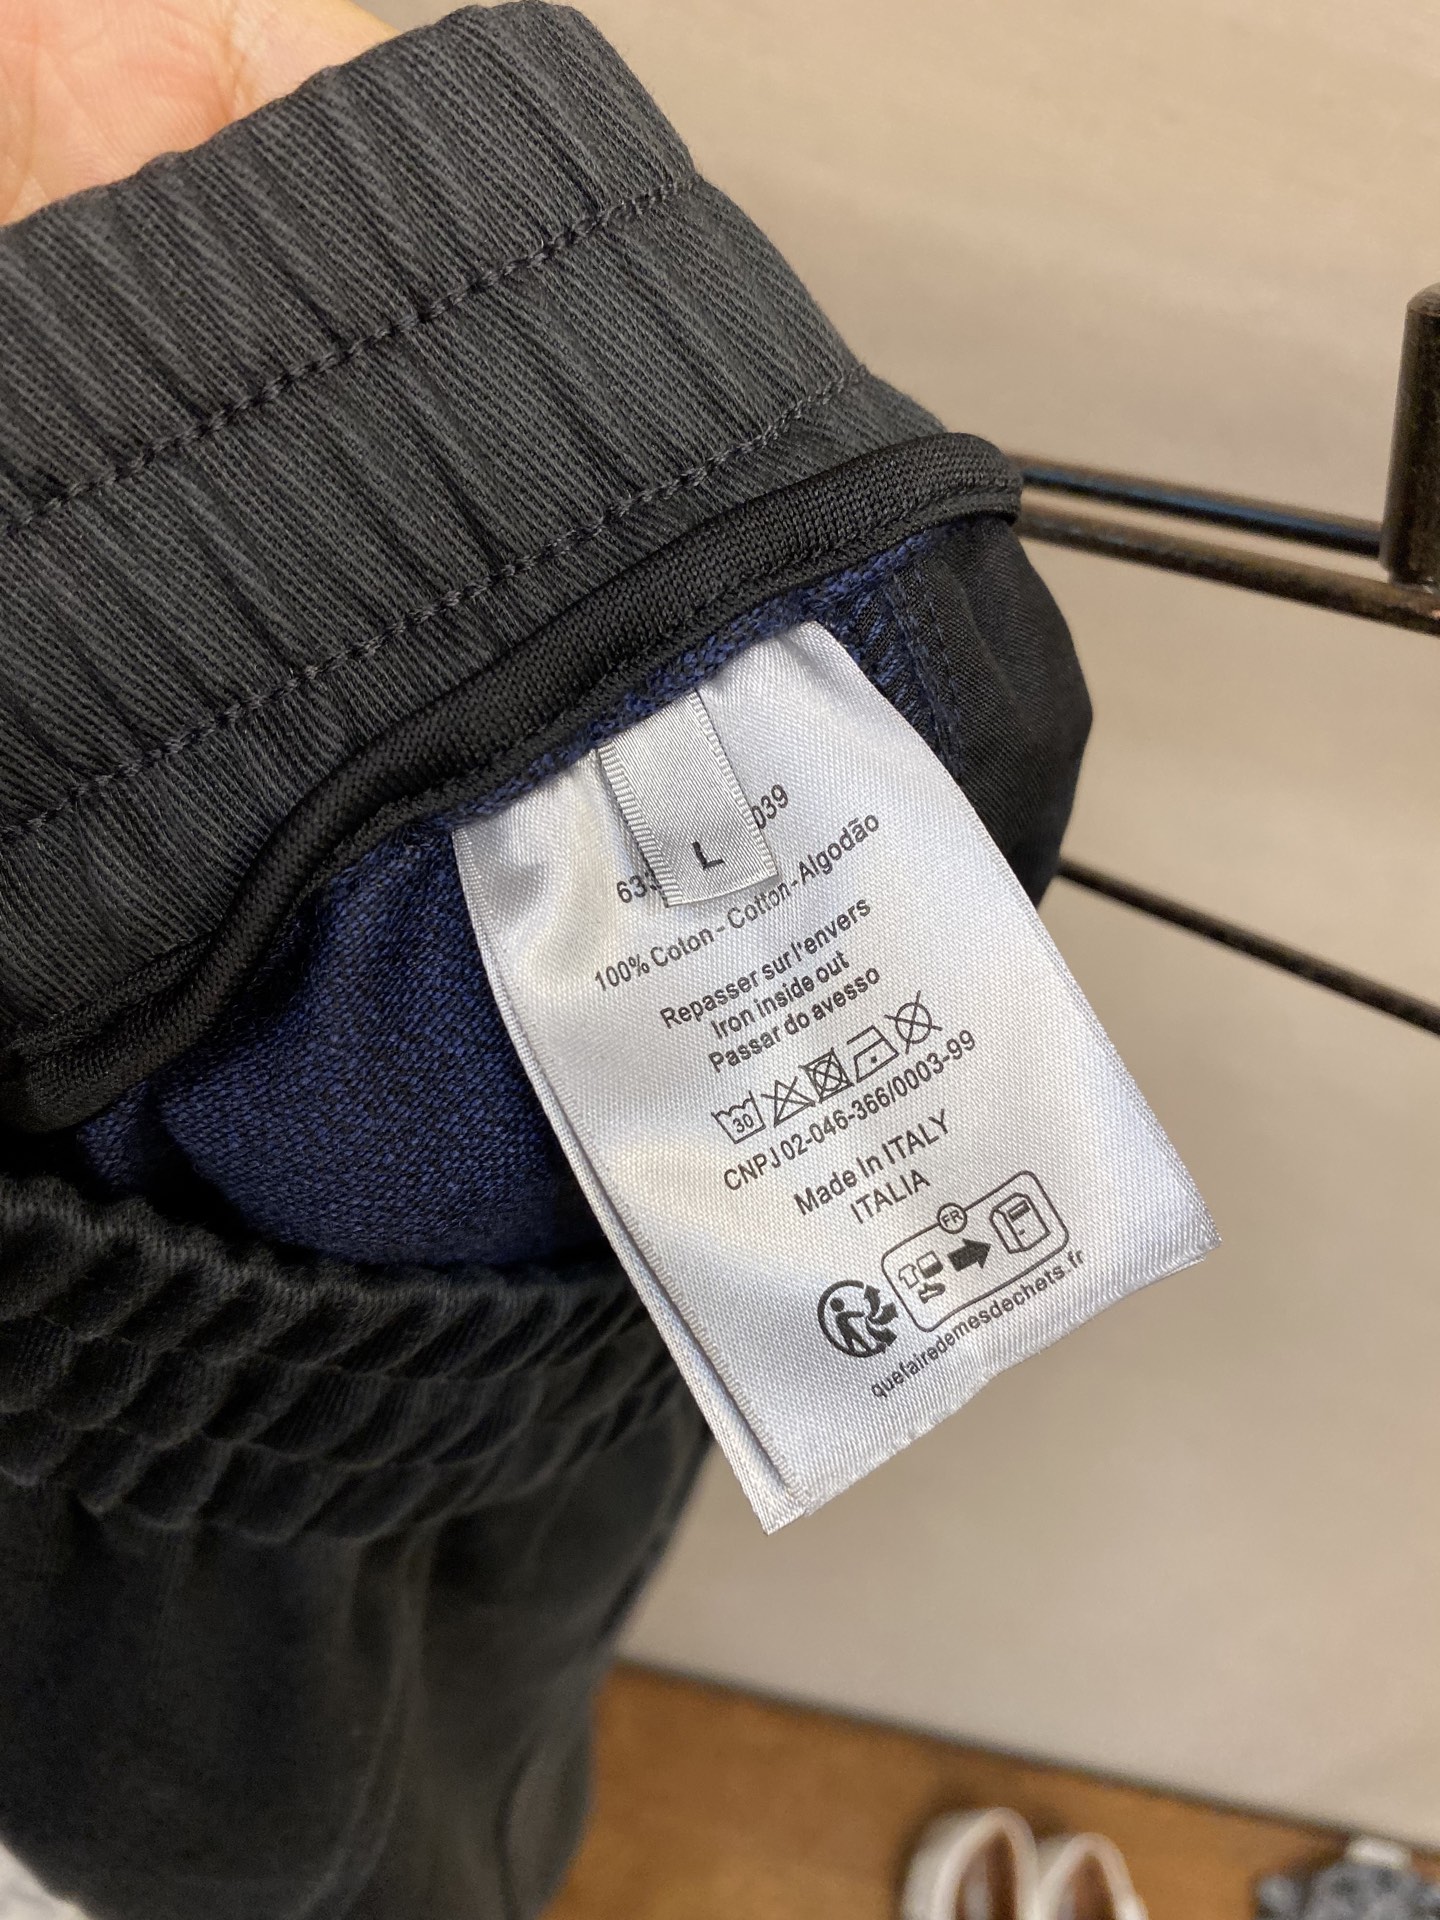 L
039
100% Coton - Cotton - Algodão
Repasser sur l'envers
Iron inside out
Passar do avesso
30
CNPJ 02-046-366/0003-99
Made In ITALY
ITALIA
FR
quefairedemesdechets.fr